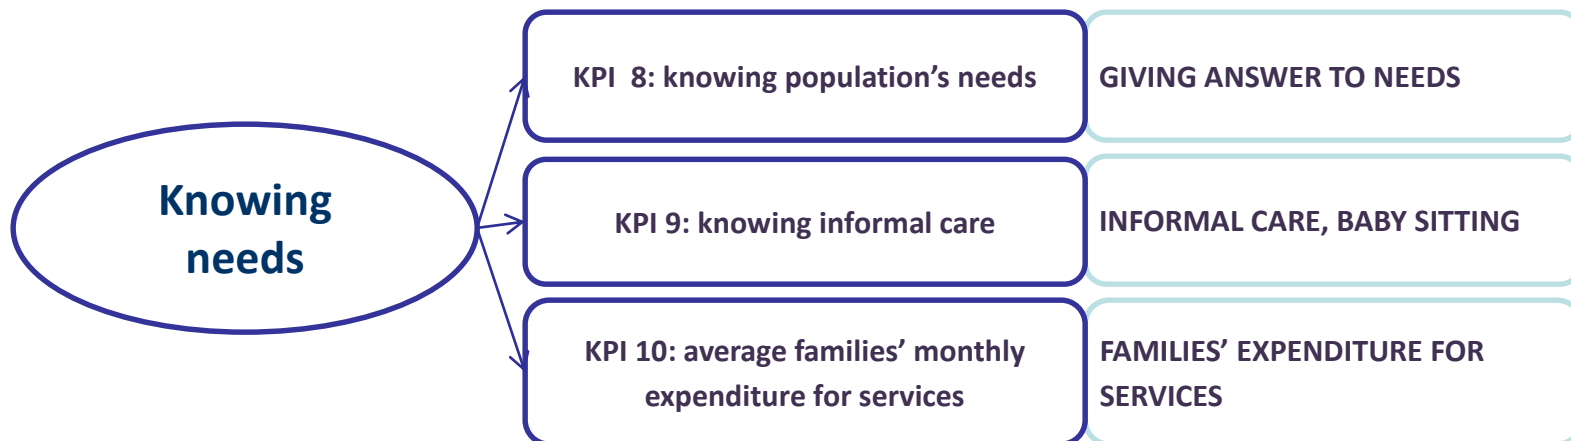 KPI 8: knowing population's needs
GIVING ANSWER TO NEEDS
Knowing
needs
KPI 9: knowing informal care
INFORMAL CARE, BABY SITTING
KPI 10: average families' monthly
expenditure for services
FAMILIES' EXPENDITURE FOR
SERVICES